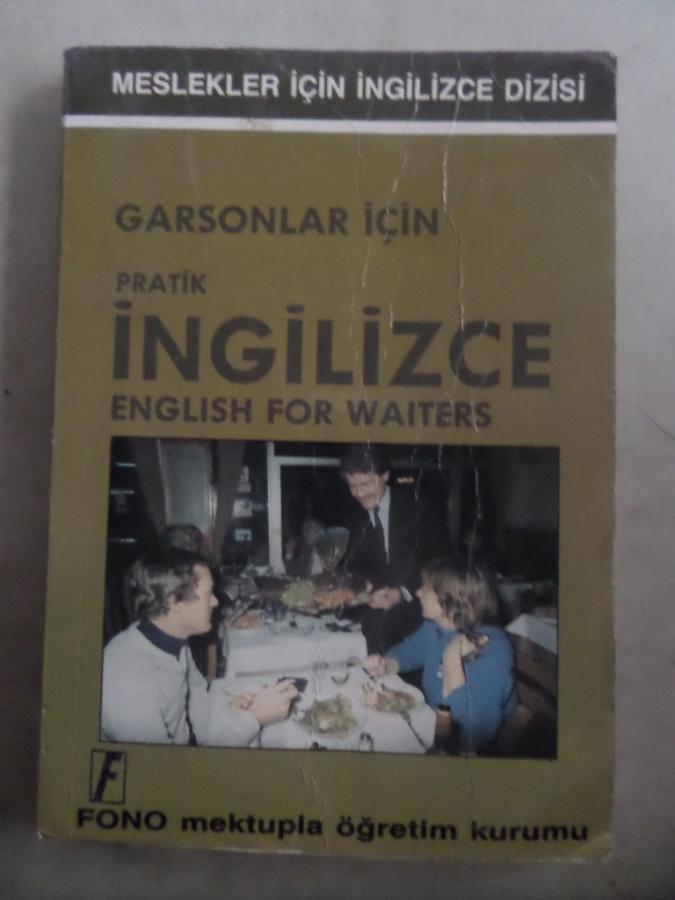 MESLEKLER İÇİN İNGİLİZCE DİZİSİ
GARSONLAR İÇİN
PRATİK
İNGİLİZCE
ENGLISH FOR WAITERS
F
FONO mektupla öğretim kurumu